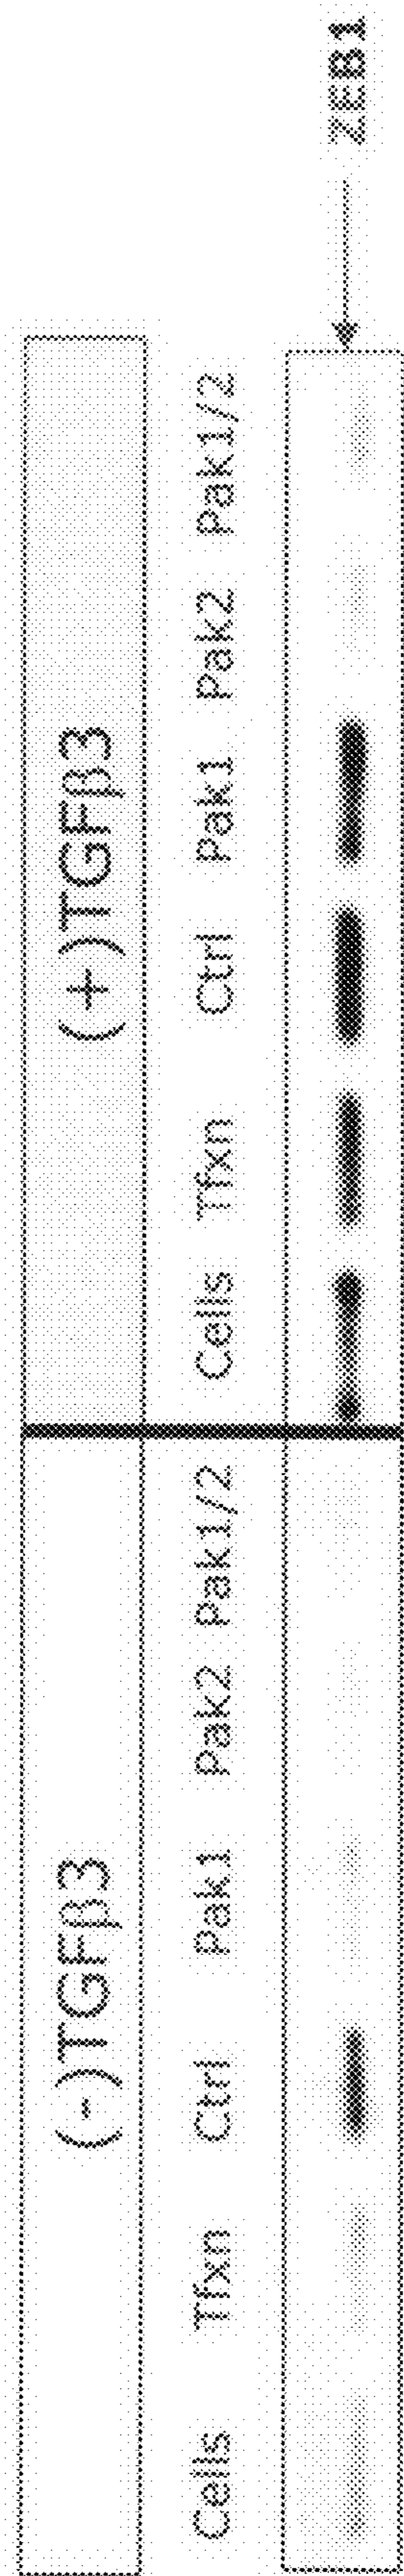 (-)TGFβ3 (+)TGFβ3
Cells Tfxn Ctrl Pak1 Pak2 Pak1/2 Cells Tfxn Ctrl Pak1 Pak2 Pak1/2
ZEB1